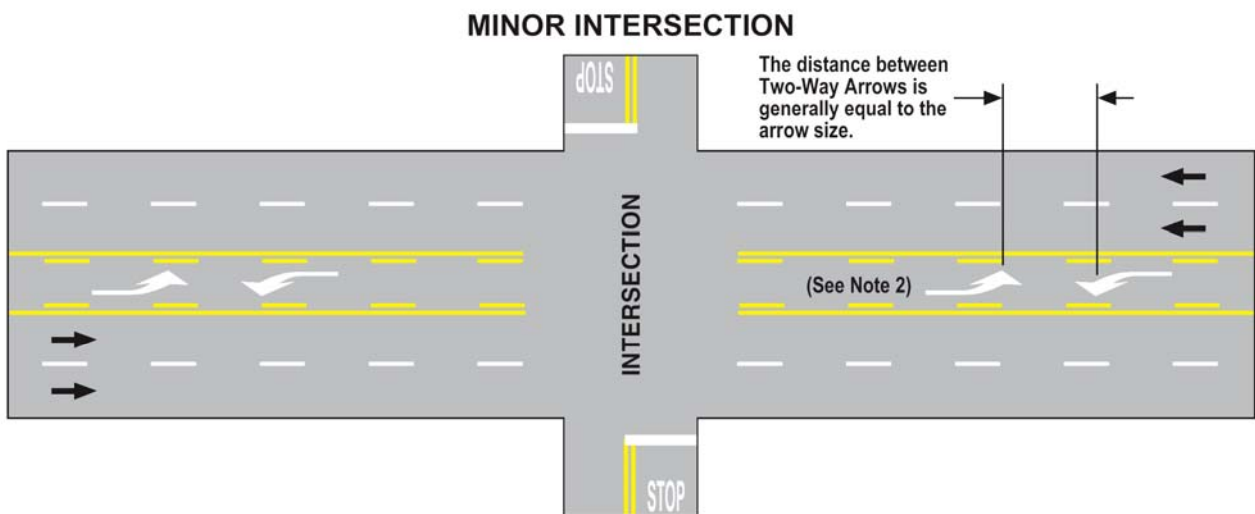 MINOR INTERSECTION
STOP
The distance between
Two-Way Arrows is
generally equal to the
arrow size.
INTERSECTION
(See Note 2)
STOP